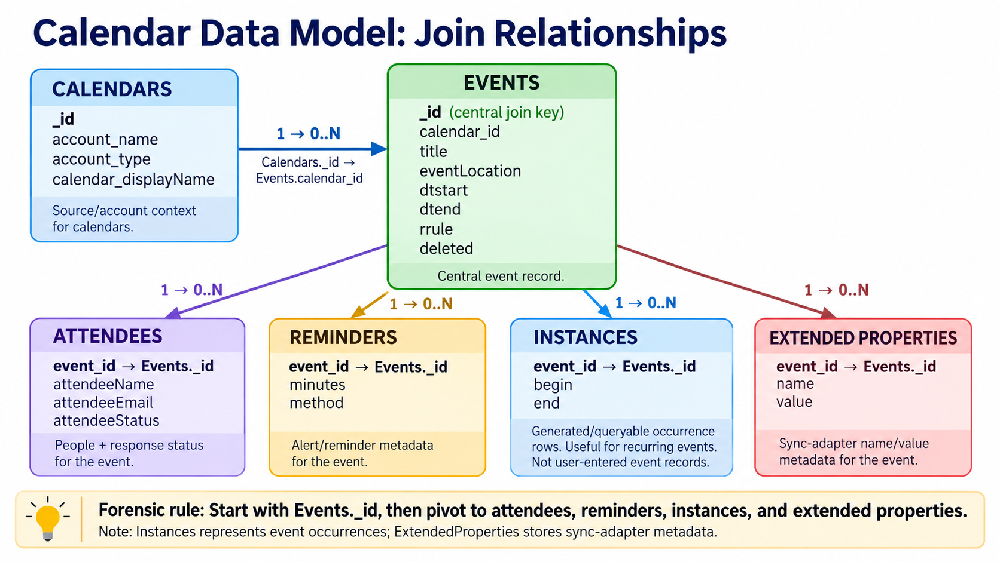 Calendar Data Model: Join Relationships
CALENDARS
_id
account_name
account_type
calendar_displayName
Source/account context
for calendars.
1 → 0..N
Calendars._id →
Events.calendar_id
EVENTS
_id (central join key)
calendar_id
title
eventLocation
dtstart
dtend
rrule
deleted
Central event record.
1 → 0..N
1 → 0..N
1 → 0..N
1 → 0..N
ATTENDEES
event_id → Events._id
attendeeName
attendeeEmail
attendeeStatus
People + response status
for the event.
REMINDERS
event_id → Events._id
minutes
method
Alert/reminder metadata
for the event.
INSTANCES
event_id → Events._id
begin
end
Generated/queryable occurrence
rows. Useful for recurring events.
Not user-entered event records.
EXTENDED PROPERTIES
event_id → Events._id
name
value
Sync-adapter name/value
metadata for the event.
Forensic rule: Start with Events._id, then pivot to attendees, reminders, instances, and extended properties.
Note: Instances represents event occurrences; ExtendedProperties stores sync-adapter metadata.